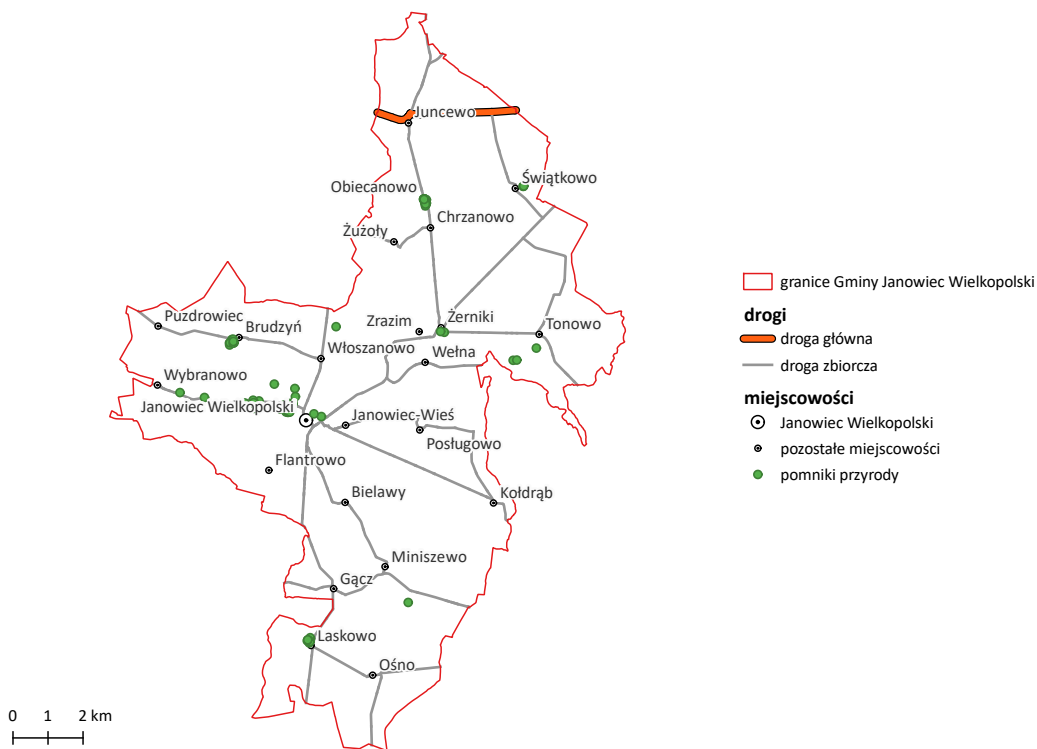 Juncewo
Świątkowo
Obiecanowo
Chrzanowo
Żużoły
Puzdrowiec
Brudzyń
Zrazim
Żerniki
Tonowo
Włoszanowo
Wełna
Wybranowo
Janowiec Wielkopolski
Janowiec-Wieś
Posługowo
Flantrowo
Bielawy
Kołdrąb
Miniszewo
Gącz
Laskowo
Ośno
0 1 2 km
granice Gminy Janowiec Wielkopolski
drogi
droga główna
droga zbiorcza
miejscowości
Janowiec Wielkopolski
pozostałe miejscowości
pomniki przyrody